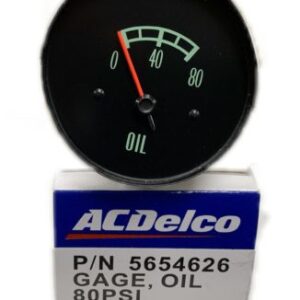 0 40 80
OIL
ACDelco
P/N 5654626
GAGE, OIL
80PSI